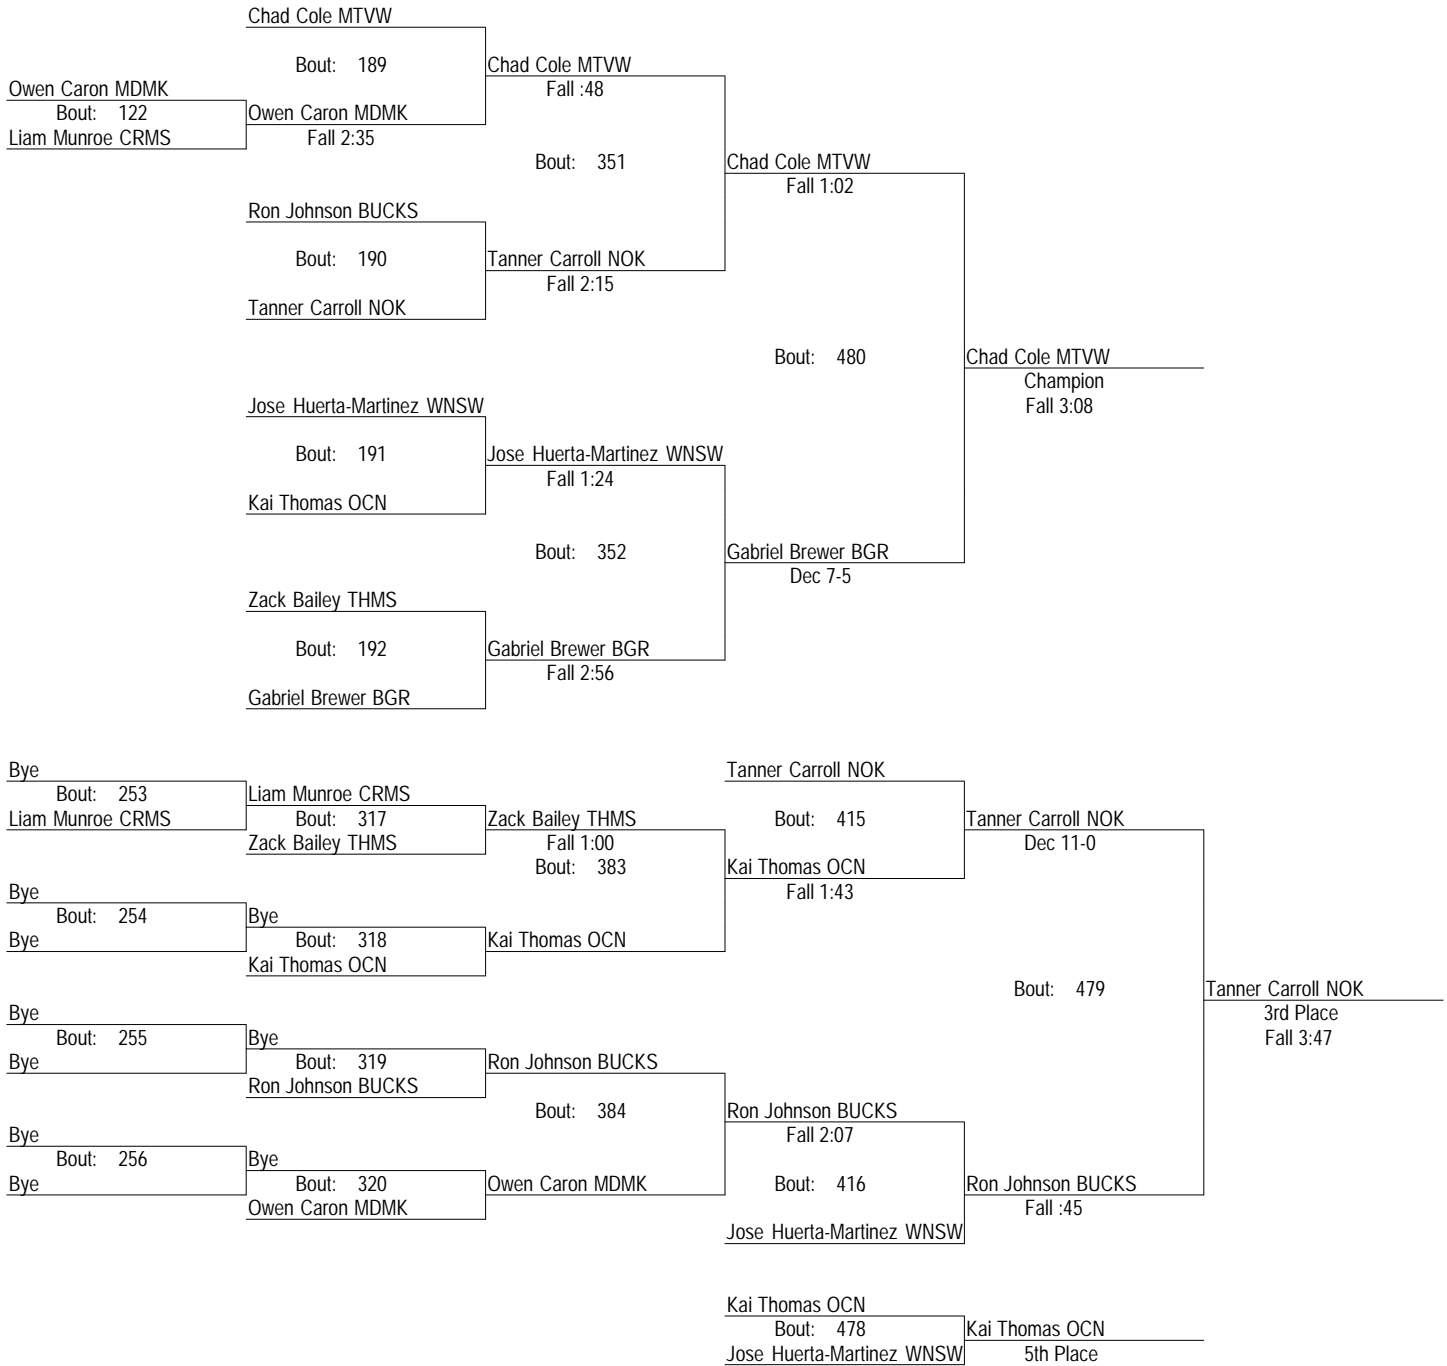 Chad Cole MTVW
Bout: 189
Chad Cole MTVW
Fall :48
Owen Caron MDMK
Bout: 122
Liam Munroe CRMS
Owen Caron MDMK
Fall 2:35
Bout: 351
Chad Cole MTVW
Fall 1:02
Ron Johnson BUCKS
Bout: 190
Tanner Carroll NOK
Fall 2:15
Tanner Carroll NOK
Bout: 480
Chad Cole MTVW
Champion
Fall 3:08
Jose Huerta-Martinez WNSW
Bout: 191
Jose Huerta-Martinez WNSW
Fall 1:24
Kai Thomas OCN
Bout: 352
Gabriel Brewer BGR
Dec 7-5
Zack Bailey THMS
Bout: 192
Gabriel Brewer BGR
Fall 2:56
Gabriel Brewer BGR
Bye
Bout: 253
Liam Munroe CRMS
Liam Munroe CRMS
Bout: 317
Zack Bailey THMS
Zack Bailey THMS
Fall 1:00
Bout: 383
Tanner Carroll NOK
Bout: 415
Kai Thomas OCN
Fall 1:43
Tanner Carroll NOK
Dec 11-0
Bye
Bout: 254
Bye
Bye
Bout: 318
Kai Thomas OCN
Kai Thomas OCN
Bout: 479
Tanner Carroll NOK
3rd Place
Fall 3:47
Bye
Bout: 255
Bye
Bye
Bout: 319
Ron Johnson BUCKS
Ron Johnson BUCKS
Bout: 384
Ron Johnson BUCKS
Fall 2:07
Bye
Bout: 256
Bye
Bye
Bout: 320
Owen Caron MDMK
Owen Caron MDMK
Bout: 416
Jose Huerta-Martinez WNSW
Ron Johnson BUCKS
Fall :45
Kai Thomas OCN
Bout: 478
Jose Huerta-Martinez WNSW
Kai Thomas OCN
5th Place